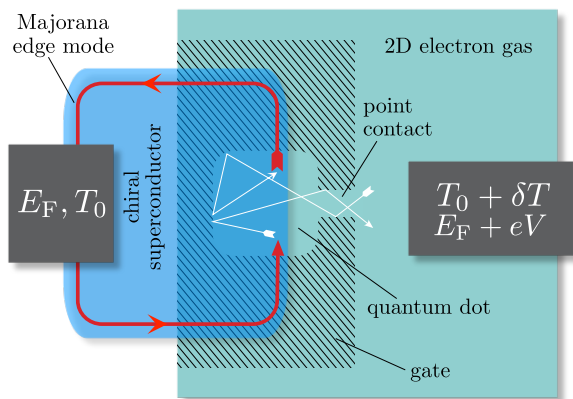 Majorana
edge mode
2D electron gas
point
contact
chiral
superconductor
E_F, T_0
T_0 + δT
E_F + eV
quantum dot
gate